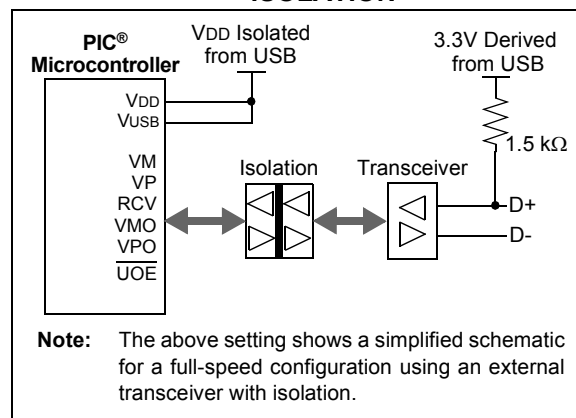 PIC®
Microcontroller
VDD Isolated
from USB
3.3V Derived
from USB
VDD
VUSB
1.5 kΩ
VM
VP
RCV
VMO
VPO
UOE
Isolation
Transceiver
D+
D-
Note: The above setting shows a simplified schematic
for a full-speed configuration using an external
transceiver with isolation.